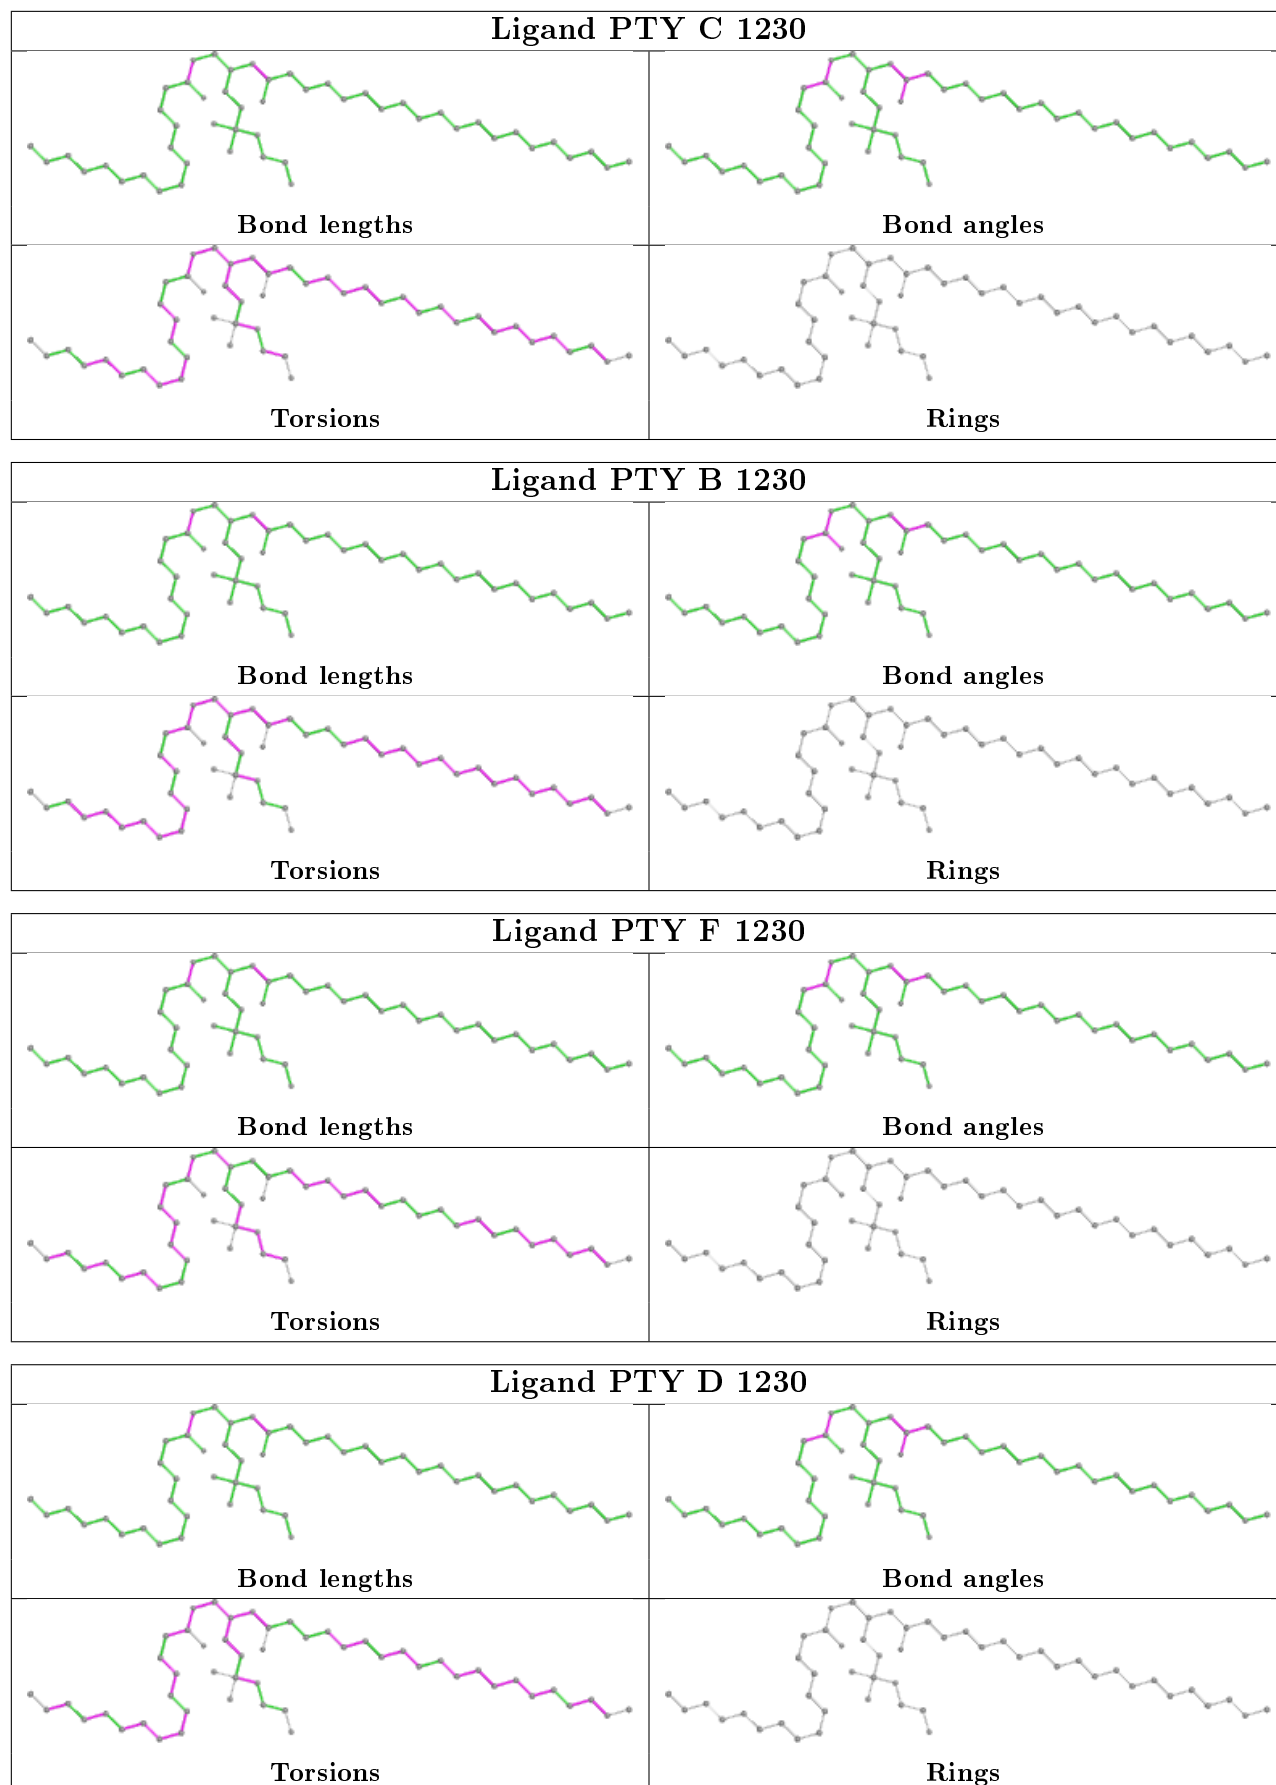 Ligand PTY C 1230
Bond lengths
Bond angles
Torsions
Rings
Ligand PTY B 1230
Bond lengths
Bond angles
Torsions
Rings
Ligand PTY F 1230
Bond lengths
Bond angles
Torsions
Rings
Ligand PTY D 1230
Bond lengths
Bond angles
Torsions
Rings